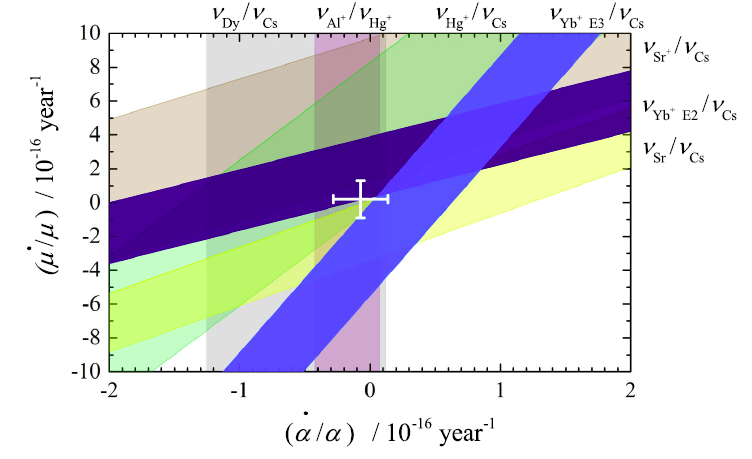 ν_Dy/ν_Cs ν_Al⁺/ν_Hg⁺ ν_Hg⁺/ν_Cs ν_Yb⁺ E3/ν_Cs
ν_Sr⁺/ν_Cs
ν_Yb⁺ E2/ν_Cs
ν_Sr/ν_Cs
(μ̇/μ) / 10⁻¹⁶ year⁻¹
10
8
6
4
2
0
-2
-4
-6
-8
-10
-2 -1 0 1 2
(α̇/α) / 10⁻¹⁶ year⁻¹